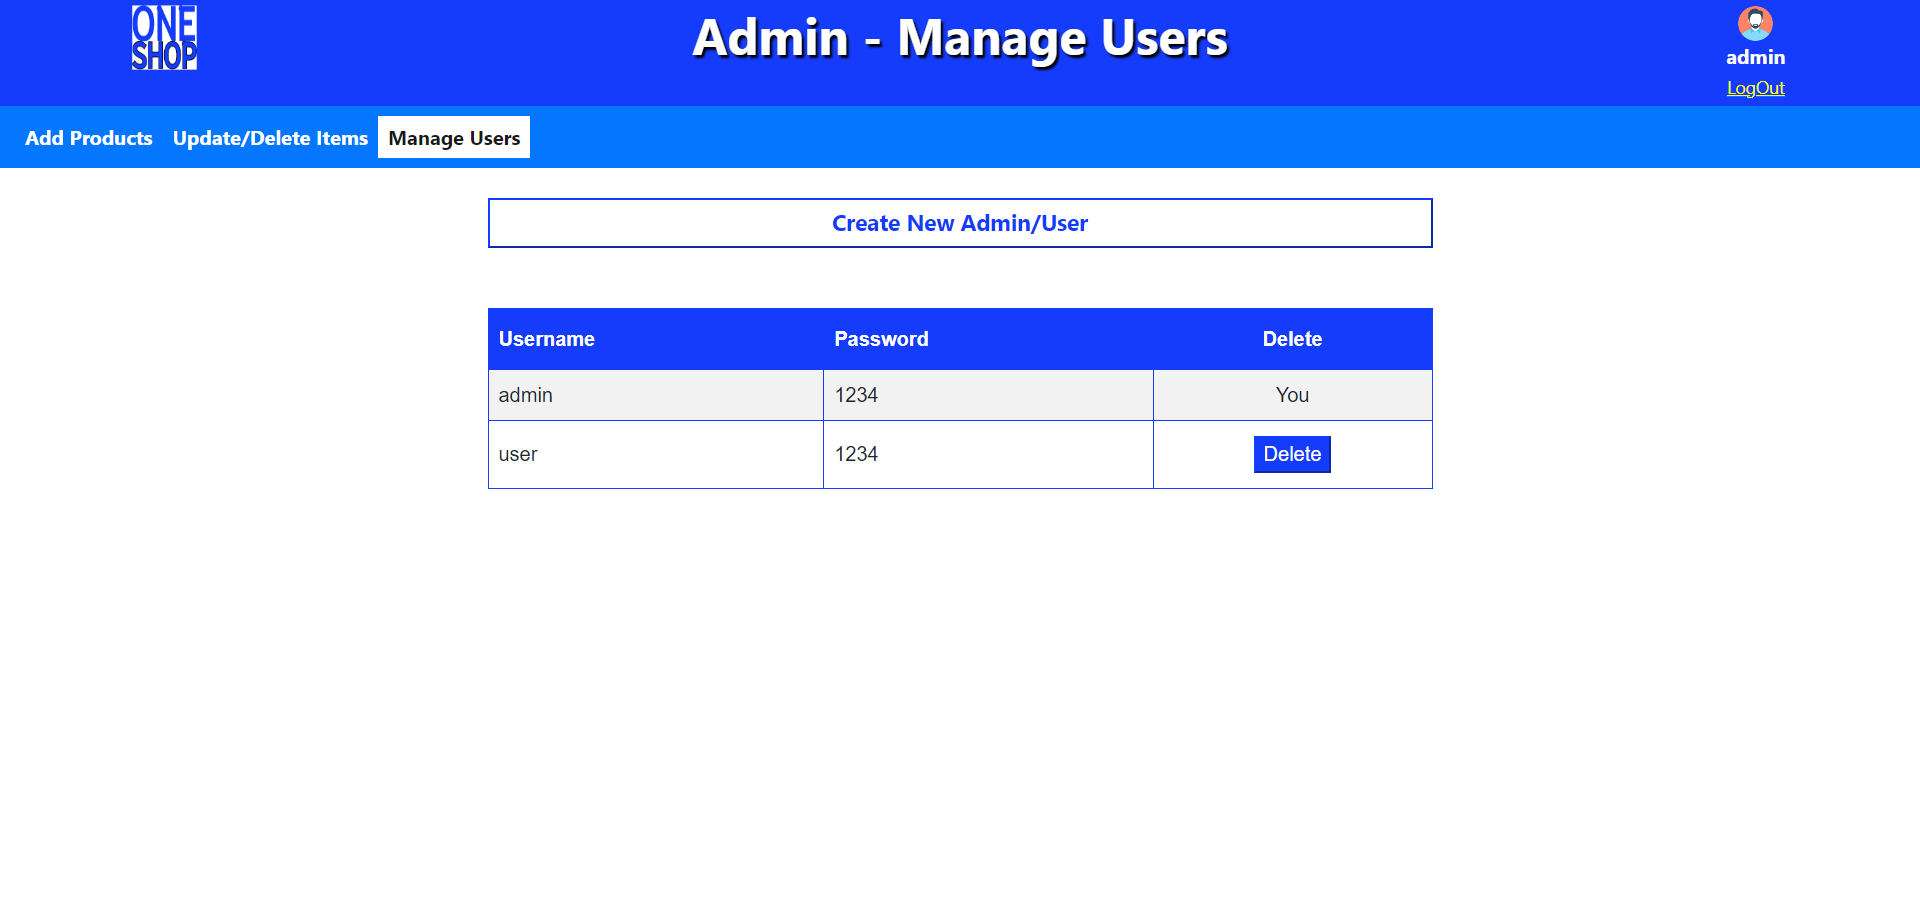 ONE
SHOP
Admin - Manage Users
admin
LogOut
Add Products Update/Delete Items Manage Users
Create New Admin/User
Username Password Delete
admin 1234 You
user 1234 Delete